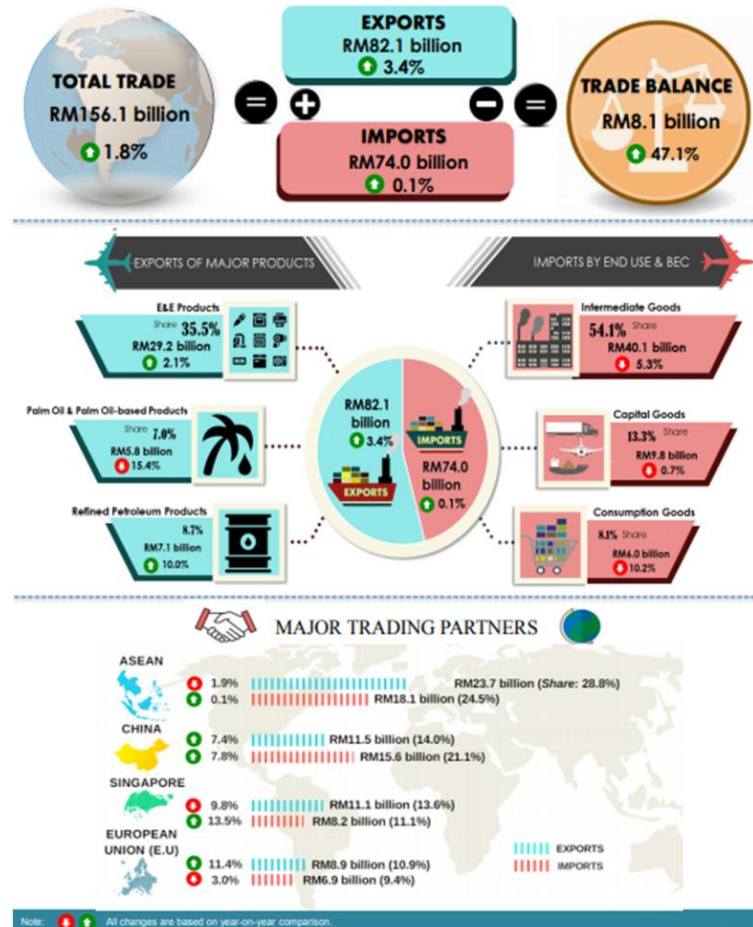 EXPORTS
RM82.1 billion
3.4%
TOTAL TRADE
RM156.1 billion
1.8%
=
+
-
=
IMPORTS
RM74.0 billion
0.1%
TRADE BALANCE
RM8.1 billion
47.1%
EXPORTS OF MAJOR PRODUCTS
IMPORTS BY END USE & BEC
E&E Products
Share 35.5%
RM29.2 billion
2.1%
Palm Oil & Palm Oil-based Products
Share 7.0%
RM5.8 billion
15.4%
Refined Petroleum Products
8.7%
RM7.1 billion
10.0%
RM82.1
billion
3.4%
EXPORTS
IMPORTS
RM74.0
billion
0.1%
Intermediate Goods
54.1% Share
RM40.1 billion
5.3%
Capital Goods
13.3% Share
RM9.8 billion
0.7%
Consumption Goods
8.1% Share
RM6.0 billion
10.2%
MAJOR TRADING PARTNERS
ASEAN
1.9% RM23.7 billion (Share: 28.8%)
0.1% RM18.1 billion (24.5%)
CHINA
7.4% RM11.5 billion (14.0%)
7.8% RM15.6 billion (21.1%)
SINGAPORE
9.8% RM11.1 billion (13.6%)
13.5% RM8.2 billion (11.1%)
EUROPEAN
UNION (E.U)
11.4% RM8.9 billion (10.9%)
3.0% RM6.9 billion (9.4%)
EXPORTS
IMPORTS
Note: All changes are based on year-on-year comparison.